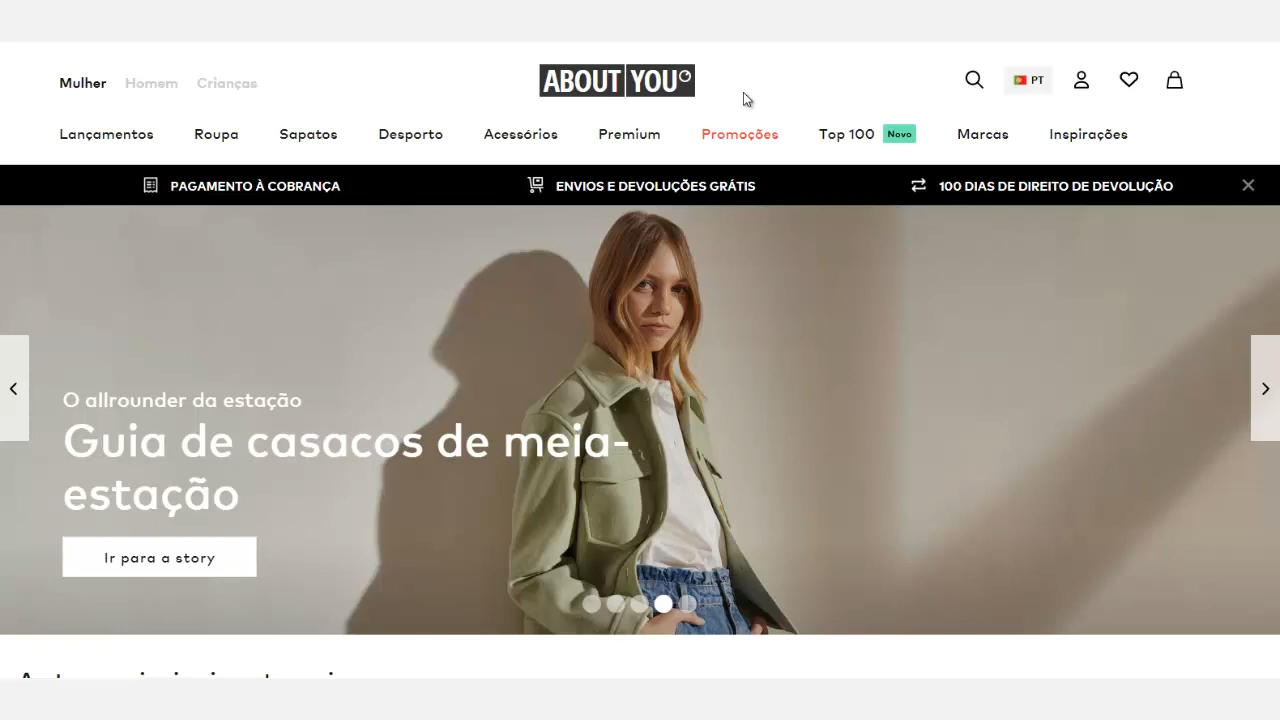 Mulher Homem Crianças
ABOUT YOU
PT
Lançamentos Roupa Sapatos Desporto Acessórios Premium Promoções Top 100 Novo Marcas Inspirações
PAGAMENTO À COBRANÇA ENVIOS E DEVOLUÇÕES GRÁTIS 100 DIAS DE DIREITO DE DEVOLUÇÃO
O allrounder da estação
Guia de casacos de meia-
estação
Ir para a story